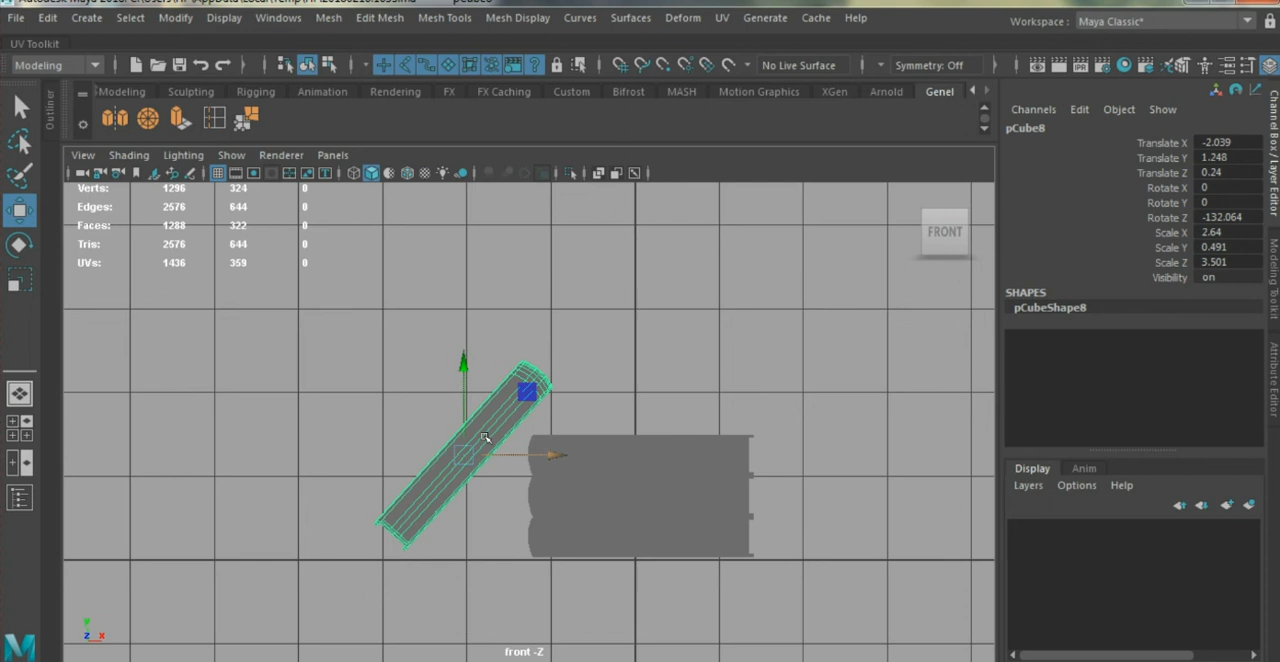 File Edit Create Select Modify Display Windows Mesh Edit Mesh Mesh Tools Mesh Display Curves Surfaces Deform UV Generate Cache Help Workspace : Maya Classic*
UV Toolkit
Modeling No Live Surface Symmetry: Off
Modeling Sculpting Rigging Animation Rendering FX FX Caching Custom Bifrost MASH Motion Graphics XGen Arnold Genel
Outliner
View Shading Lighting Show Renderer Panels
Verts: 1296 324 0
Edges: 2576 644 0
Faces: 1288 322 0
Tris: 2576 644 0
UVs: 1436 359 0
FRONT
y
z x
front -Z
Channels Edit Object Show
pCube8
Translate X -2.039
Translate Y 1.248
Translate Z 0.24
Rotate X 0
Rotate Y 0
Rotate Z -132.064
Scale X 2.64
Scale Y 0.491
Scale Z 3.501
Visibility on
SHAPES
pCubeShape8
Display Anim
Layers Options Help
Channel Box / Layer Editor
Modeling Toolkit
Attribute Editor